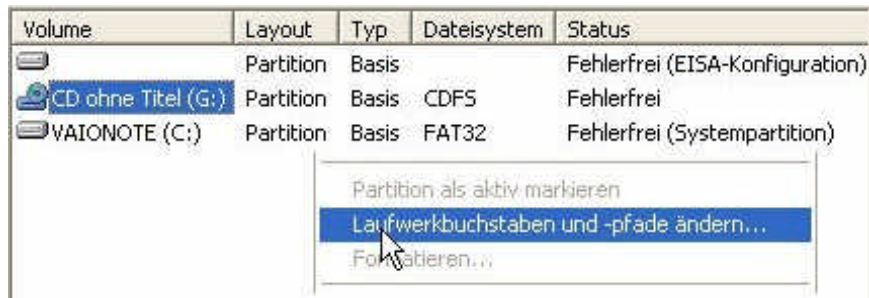 Volume Layout Typ Dateisystem Status
Partition Basis Fehlerfrei (EISA-Konfiguration)
CD ohne Titel (G:) Partition Basis CDFS Fehlerfrei
VAIONOTE (C:) Partition Basis FAT32 Fehlerfrei (Systempartition)
Partition als aktiv markieren
Laufwerkbuchstaben und -pfade ändern...
Formatieren...